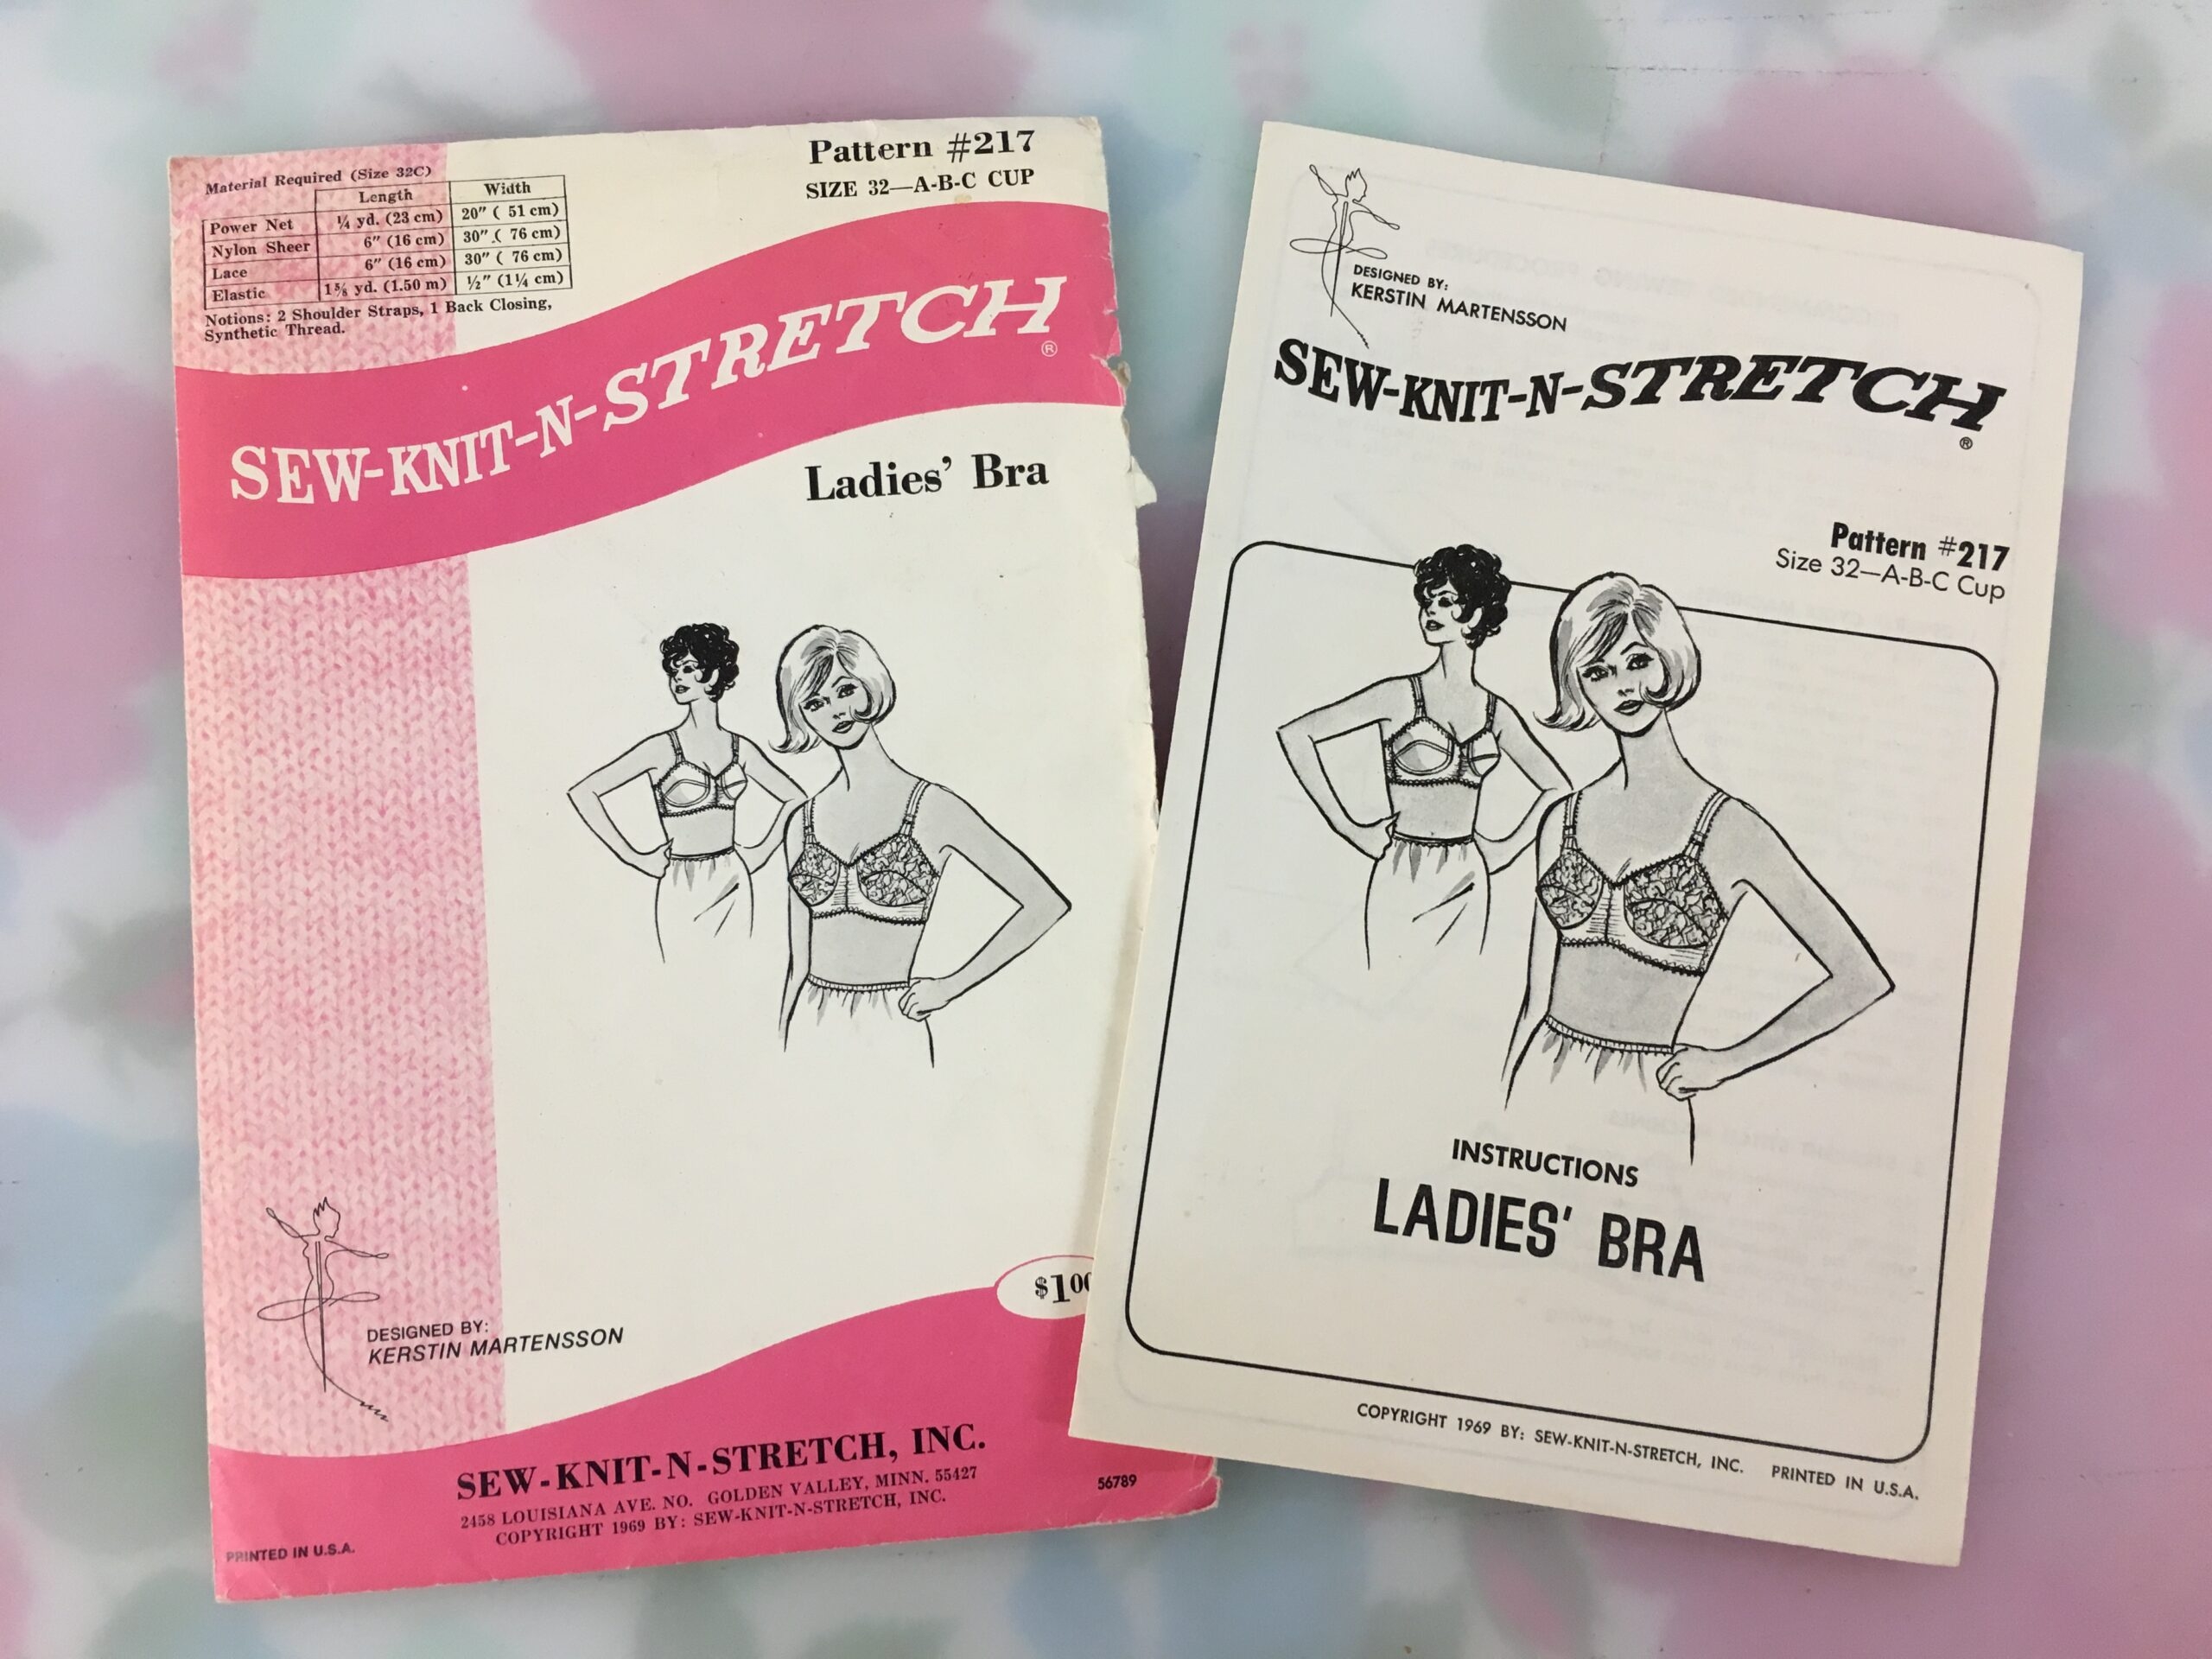 Pattern #217
SIZE 32—A-B-C CUP
Material Required (Size 32C)
Length Width
Power Net ¼ yd. (23 cm) 20" ( 51 cm)
Nylon Sheer 6" (16 cm) 30" ( 76 cm)
Lace 6" (16 cm) 30" ( 76 cm)
Elastic 1⅝ yd. (1.50 m) ½" (1¼ cm)
Notions: 2 Shoulder Straps, 1 Back Closing,
Synthetic Thread.
SEW-KNIT-N-STRETCH®
Ladies' Bra
$1.00
DESIGNED BY:
KERSTIN MARTENSSON
SEW-KNIT-N-STRETCH, INC.
2458 LOUISIANA AVE. NO. GOLDEN VALLEY, MINN. 55427
COPYRIGHT 1969 BY: SEW-KNIT-N-STRETCH, INC.
56789
PRINTED IN U.S.A.
DESIGNED BY:
KERSTIN MARTENSSON
SEW-KNIT-N-STRETCH®
Pattern #217
Size 32—A-B-C Cup
INSTRUCTIONS
LADIES' BRA
COPYRIGHT 1969 BY: SEW-KNIT-N-STRETCH, INC. PRINTED IN U.S.A.